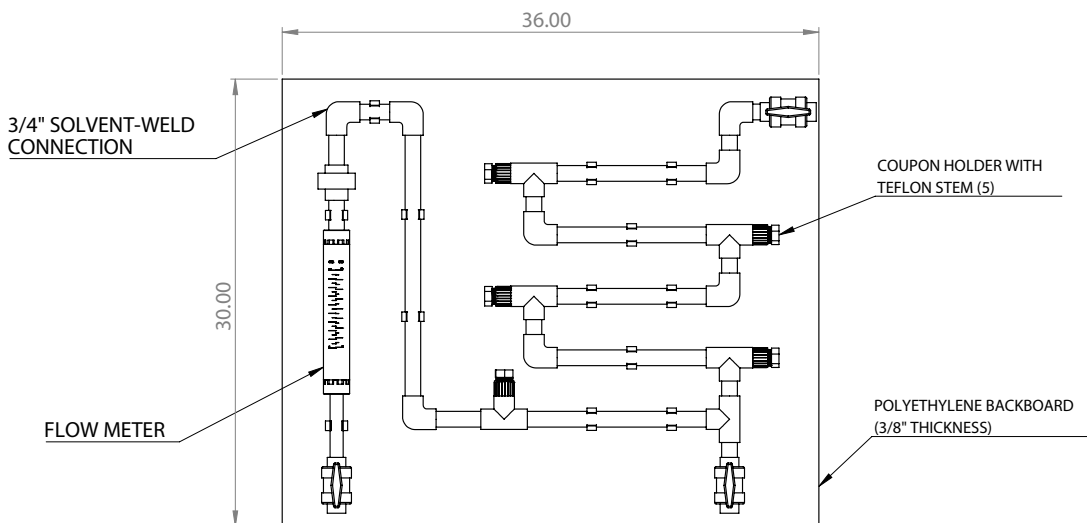 36.00
3/4" SOLVENT-WELD
CONNECTION
COUPON HOLDER WITH
TEFLON STEM (5)
30.00
FLOW METER
POLYETHYLENE BACKBOARD
(3/8" THICKNESS)